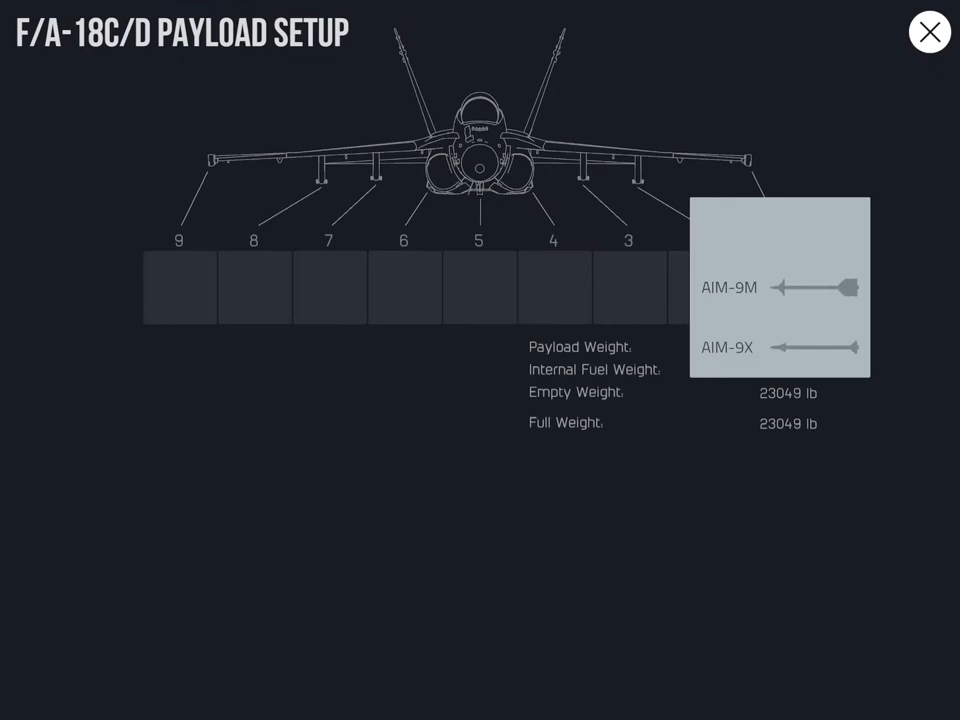 F/A-18C/D PAYLOAD SETUP
9 8 7 6 5 4 3
AIM-9M
AIM-9X
Payload Weight:
Internal Fuel Weight:
Empty Weight: 23049 lb
Full Weight: 23049 lb